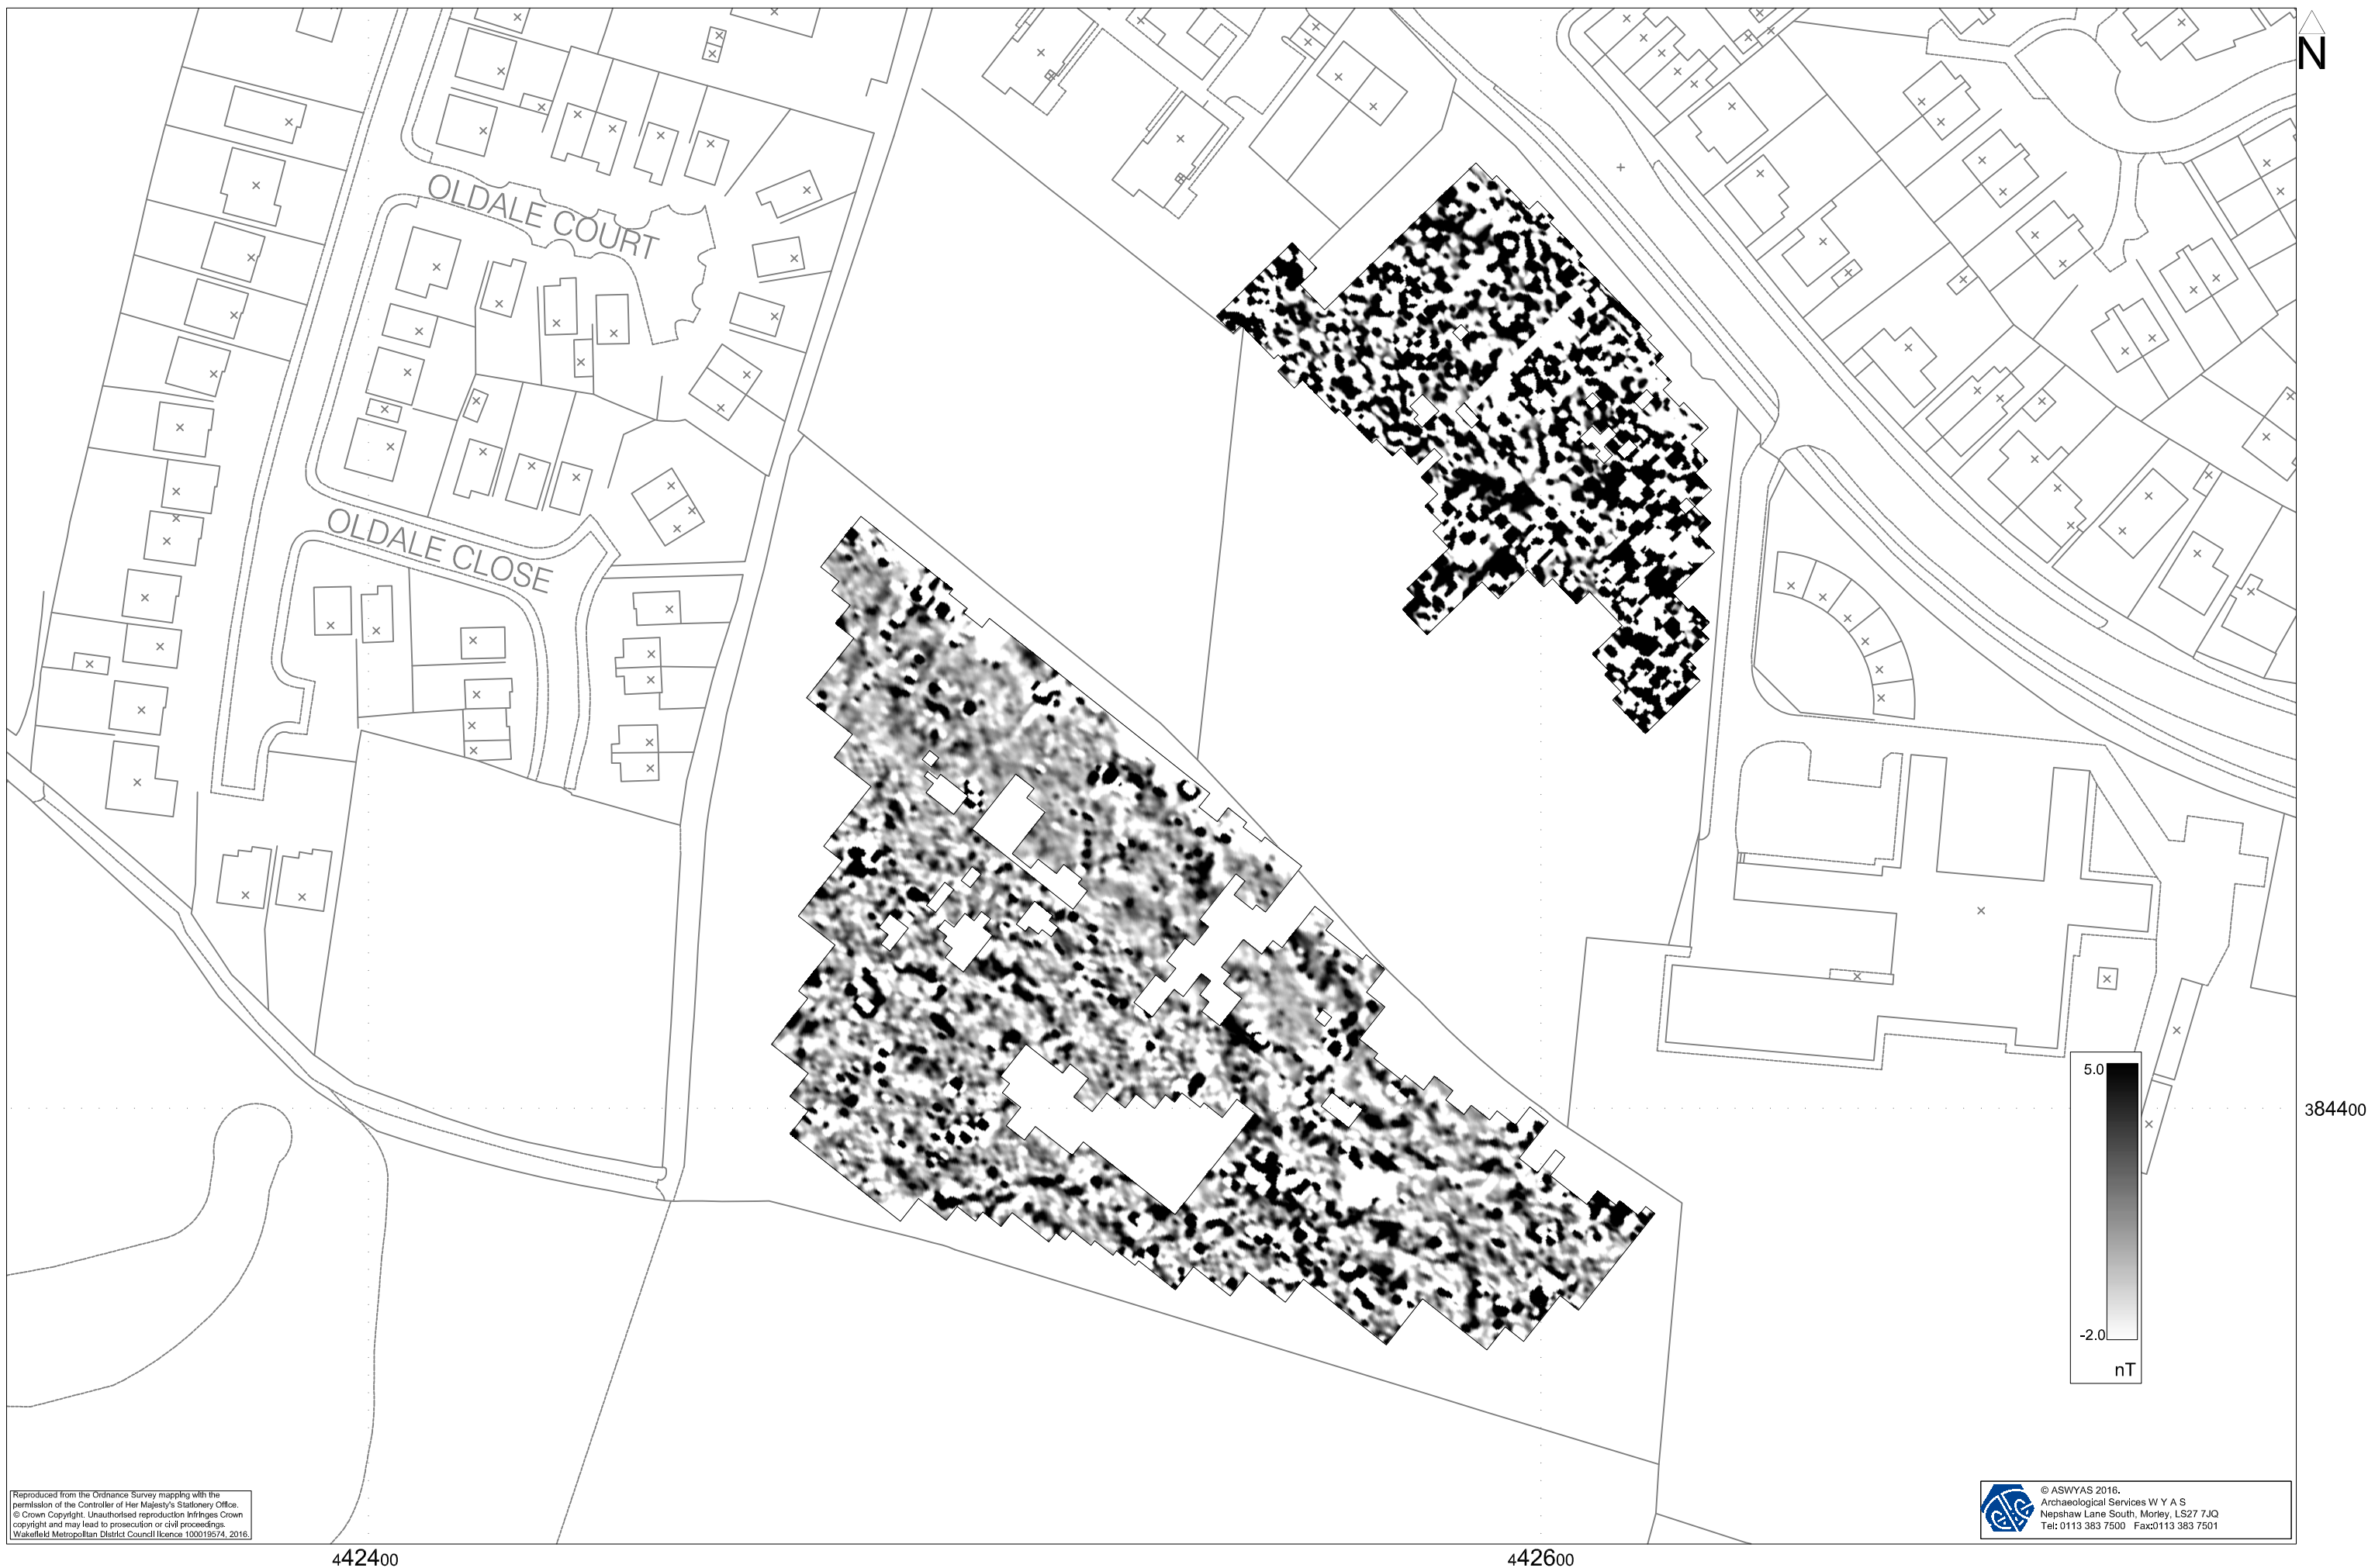 N
OLDALE COURT
OLDALE CLOSE
5.0
-2.0
nT
384400
Reproduced from the Ordnance Survey mapping with the
permission of the Controller of Her Majesty's Stationery Office.
© Crown Copyright. Unauthorised reproduction infringes Crown
copyright and may lead to prosecution or civil proceedings.
Wakefield Metropolitan District Council licence 100019574, 2016.
© ASWYAS 2016.
Archaeological Services W Y A S
Nepshaw Lane South, Morley, LS27 7JQ
Tel: 0113 383 7500 Fax:0113 383 7501
442400
442600